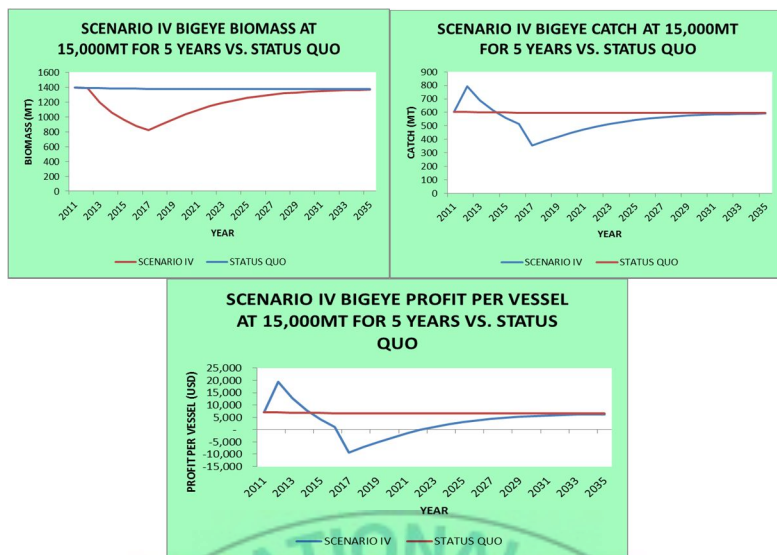 SCENARIO IV BIGEYE BIOMASS AT
15,000MT FOR 5 YEARS VS. STATUS QUO
BIOMASS (MT)
1600
1400
1200
1000
800
600
400
200
0
2011 2013 2015 2017 2019 2021 2023 2025 2027 2029 2031 2033 2035
YEAR
SCENARIO IV STATUS QUO
SCENARIO IV BIGEYE CATCH AT 15,000MT
FOR 5 YEARS VS. STATUS QUO
CATCH (MT)
900
800
700
600
500
400
300
200
100
0
2011 2013 2015 2017 2019 2021 2023 2025 2027 2029 2031 2033 2035
YEAR
SCENARIO IV STATUS QUO
SCENARIO IV BIGEYE PROFIT PER VESSEL
AT 15,000MT FOR 5 YEARS VS. STATUS
QUO
PROFIT PER VESSEL (USD)
25,000
20,000
15,000
10,000
5,000
-
-5,000
-10,000
-15,000
2011 2013 2015 2017 2019 2021 2023 2025 2027 2029 2031 2033 2035
YEAR
SCENARIO IV STATUS QUO